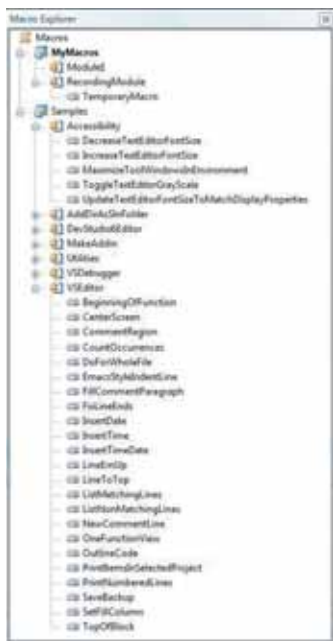 Macro Explorer
Macros
MyMacros
Module1
RecordingModule
TemporaryMacro
Samples
Accessibility
DecreaseTextEditorFontSize
IncreaseTextEditorFontSize
MaximizeToolWindowsInEnvironment
ToggleTextEditorGrayScale
UpdateTextEditorFontSizeToMatchDisplayProperties
AddDirAsSlnFolder
DevStudio6Editor
MakeAddin
Utilities
VSDebugger
VSEditor
BeginningOfFunction
CenterScreen
CommentRegion
CountOccurrences
DoForWholeFile
EmacsStyleIndentLine
FillCommentParagraph
FixLineEnds
InsertDate
InsertTime
InsertTimeDate
LineEmUp
LineToTop
ListMatchingLines
ListNonMatchingLines
NewCommentLine
OneFunctionView
OutlineCode
PrintItemsInSelectedProject
PrintNumberedLines
SaveBackup
SetFillColumn
TopOfBlock